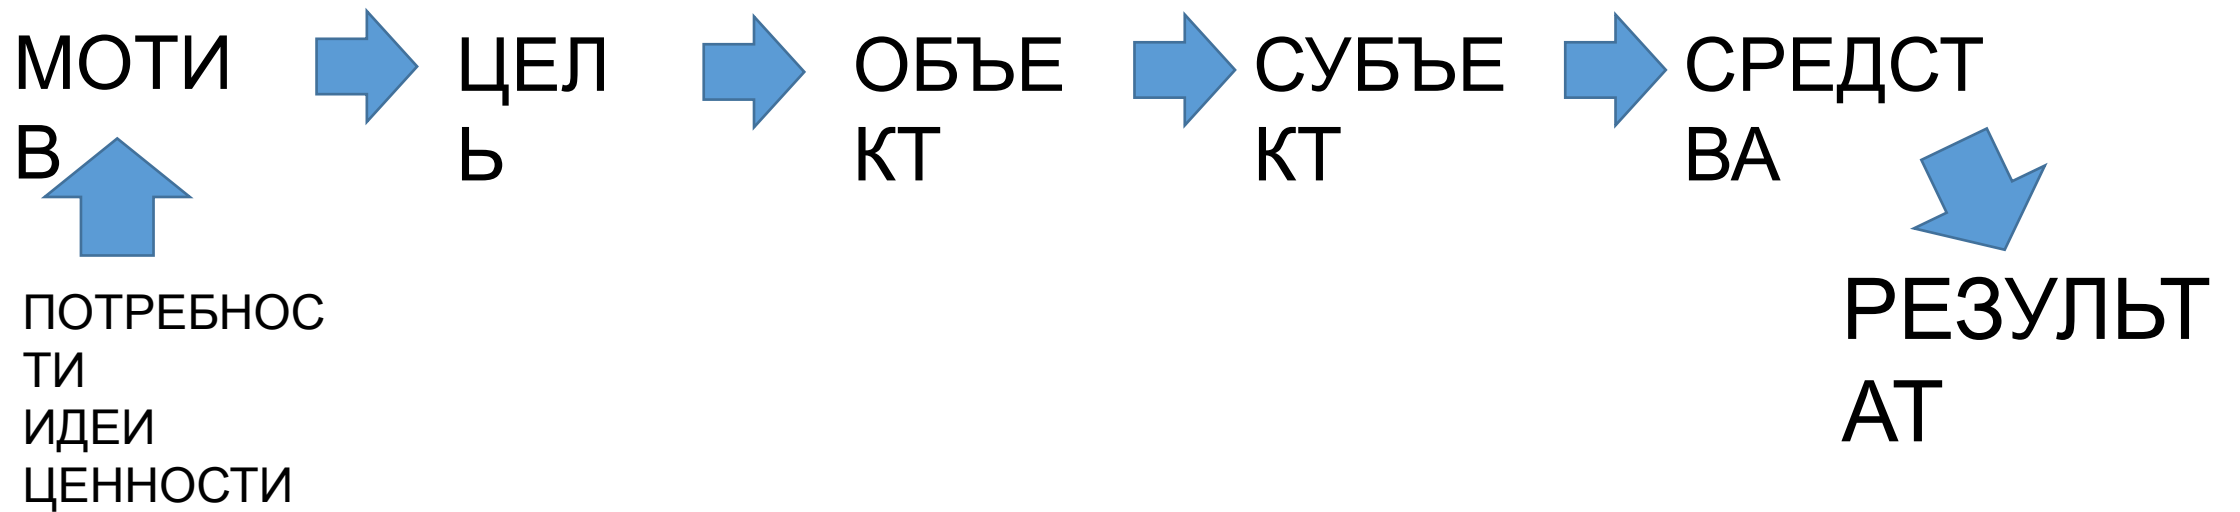 МОТИ
В
ЦЕЛ
Ь
ОБЪЕ
КТ
СУБЪЕ
КТ
СРЕДСТ
ВА
ПОТРЕБНОС
ТИ
ИДЕИ
ЦЕННОСТИ
РЕЗУЛЬТ
АТ